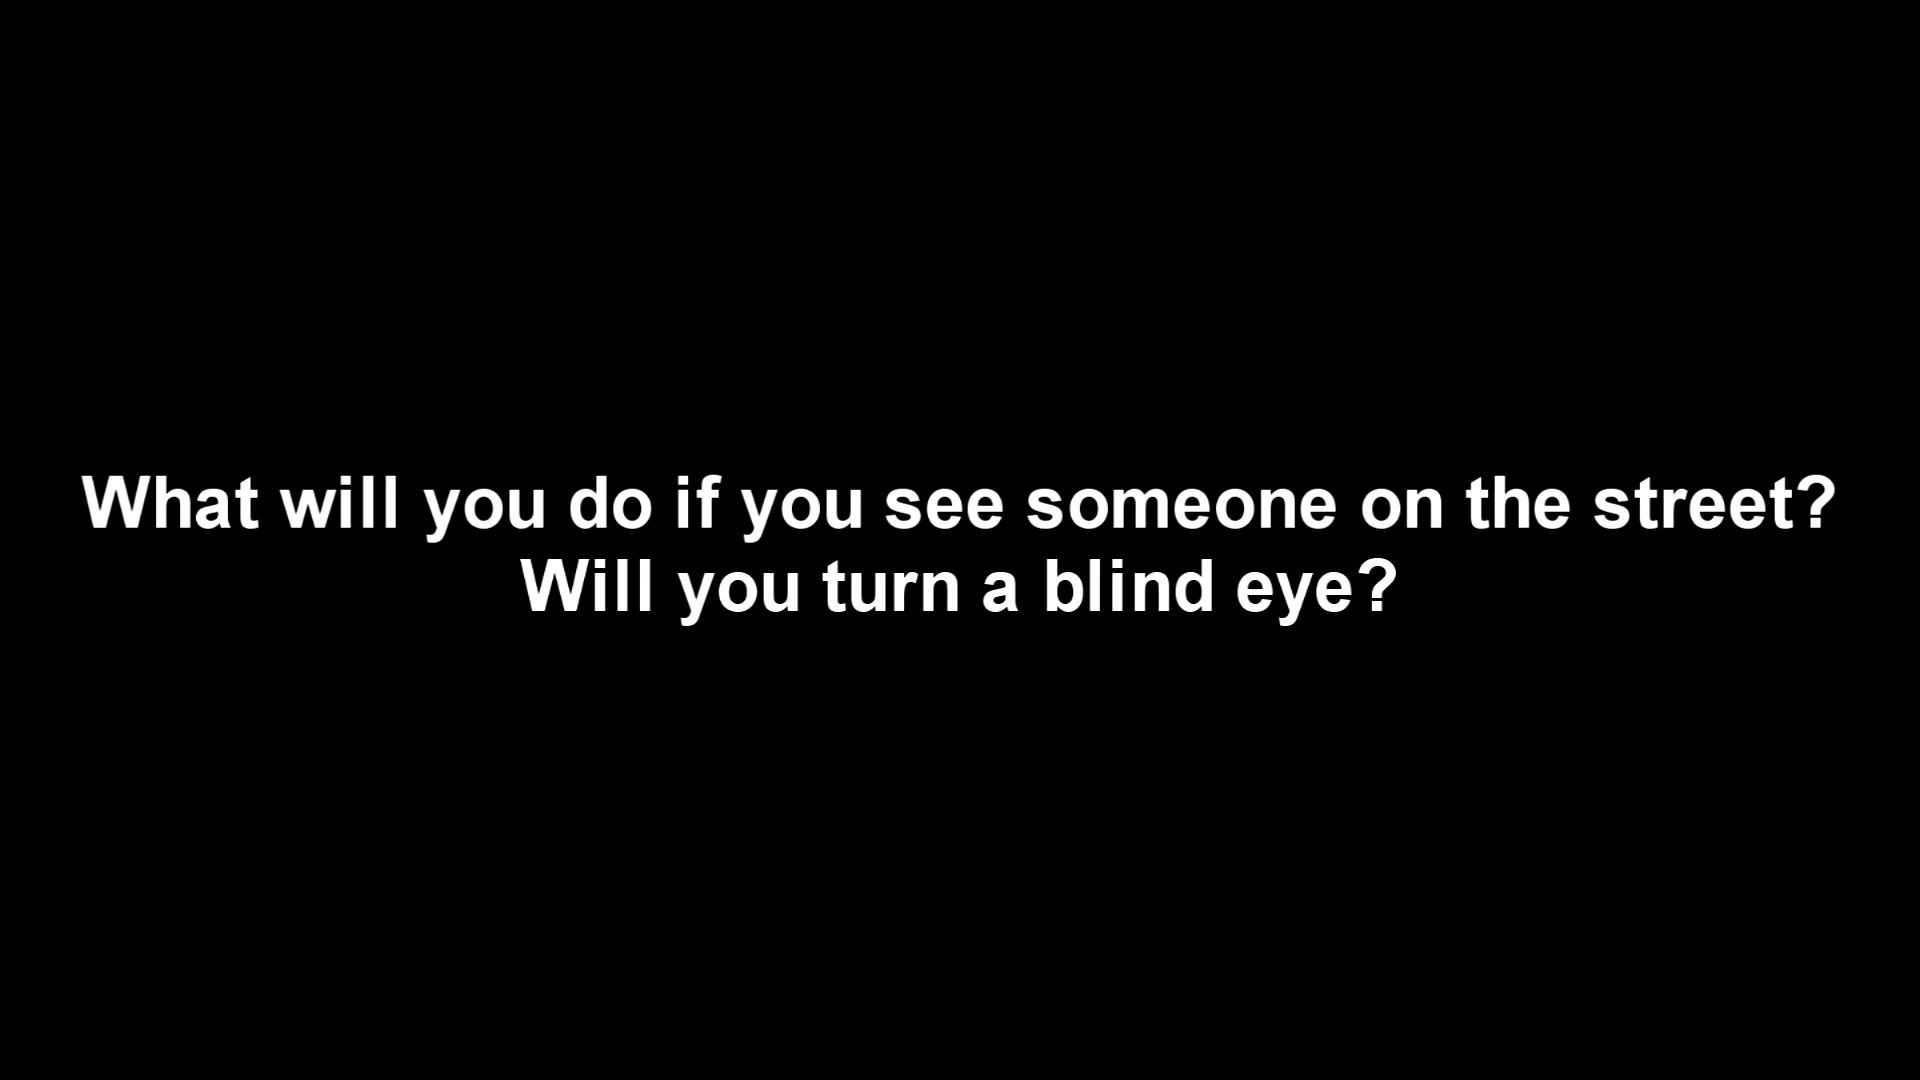 What will you do if you see someone on the street?
Will you turn a blind eye?